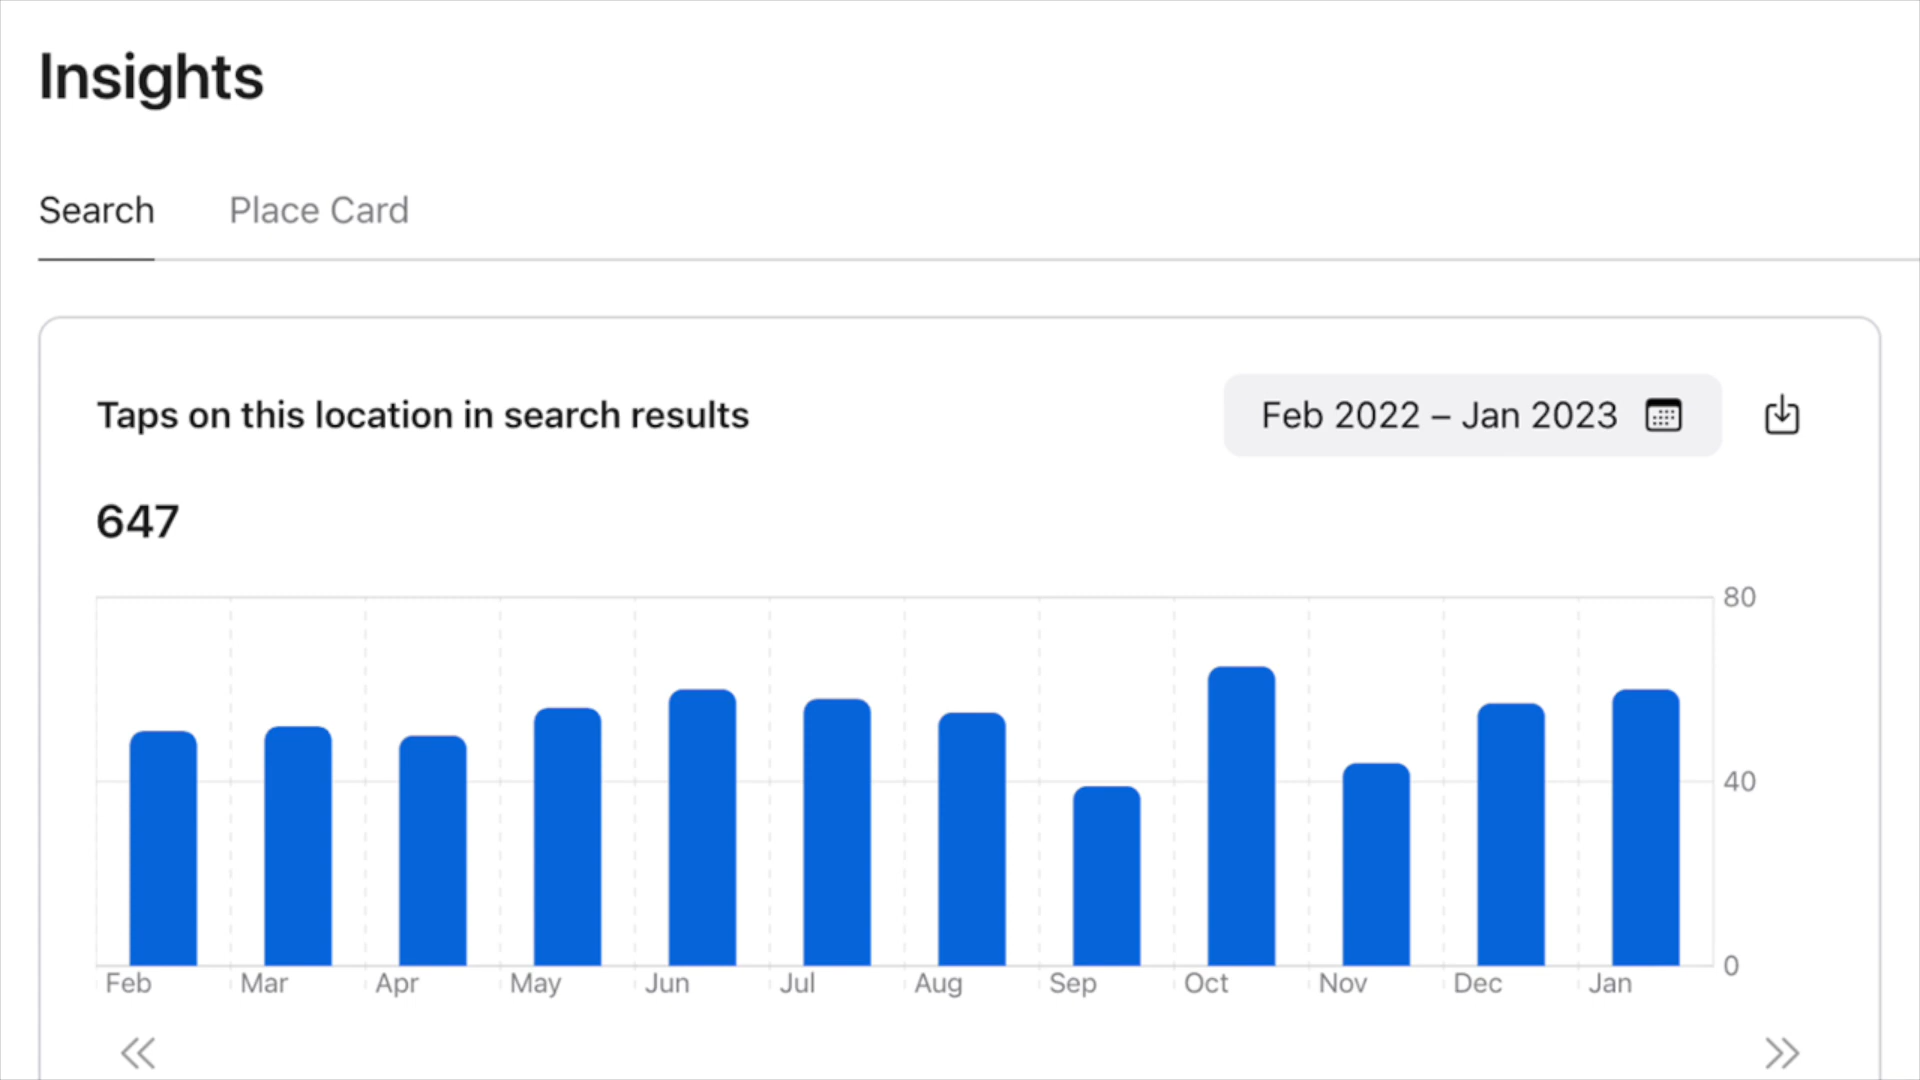 Insights
Search Place Card
Taps on this location in search results
Feb 2022 – Jan 2023
647
80
40
0
Feb Mar Apr May Jun Jul Aug Sep Oct Nov Dec Jan